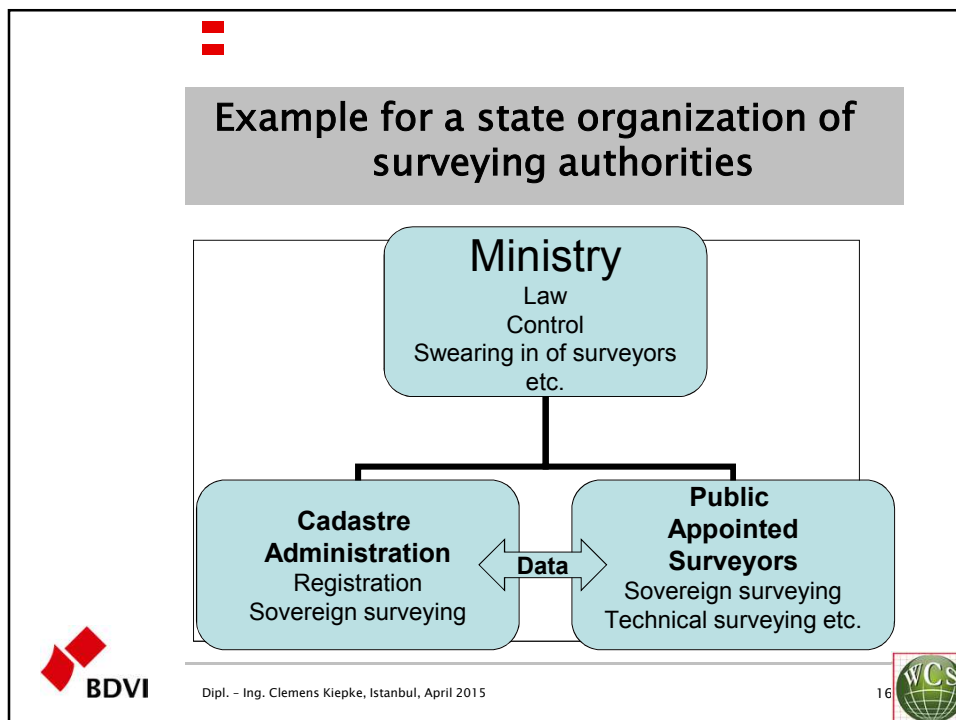 Example for a state organization of
surveying authorities
Ministry
Law
Control
Swearing in of surveyors
etc.
Cadastre
Administration
Registration
Sovereign surveying
Data
Public
Appointed
Surveyors
Sovereign surveying
Technical surveying etc.
BDVI
Dipl. – Ing. Clemens Kiepke, Istanbul, April 2015
16
WCS